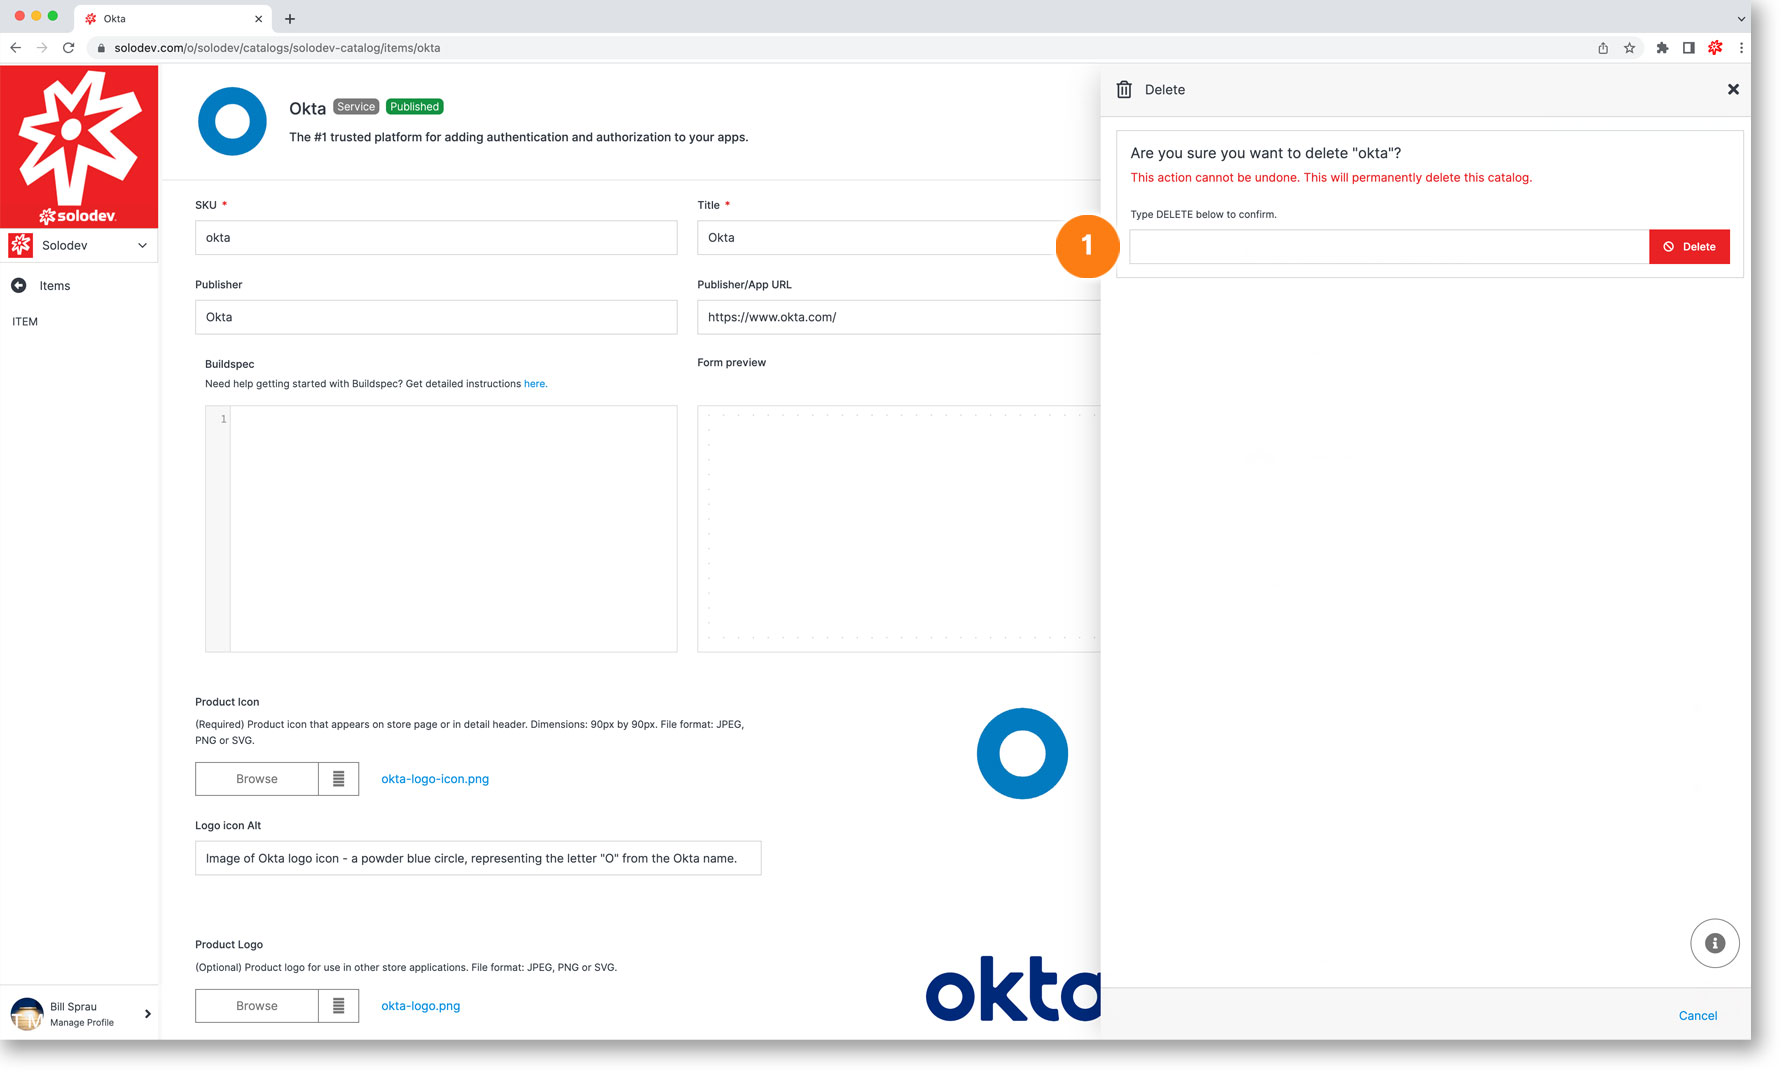 Okta
solodev.com/o/solodev/catalogs/solodev-catalog/items/okta
solodev
Solodev
Items
ITEM
Bill Sprau
Manage Profile
Okta Service Published
The #1 trusted platform for adding authentication and authorization to your apps.
SKU *
okta
Title *
Okta
Publisher
Okta
Publisher/App URL
https://www.okta.com/
Buildspec
Need help getting started with Buildspec? Get detailed instructions here.
1
Form preview
Product Icon
(Required) Product icon that appears on store page or in detail header. Dimensions: 90px by 90px. File format: JPEG,
PNG or SVG.
Browse
okta-logo-icon.png
Logo icon Alt
Image of Okta logo icon - a powder blue circle, representing the letter "O" from the Okta name.
Product Logo
(Optional) Product logo for use in other store applications. File format: JPEG, PNG or SVG.
Browse
okta-logo.png
okta
Delete
Are you sure you want to delete "okta"?
This action cannot be undone. This will permanently delete this catalog.
Type DELETE below to confirm.
1
Delete
Cancel